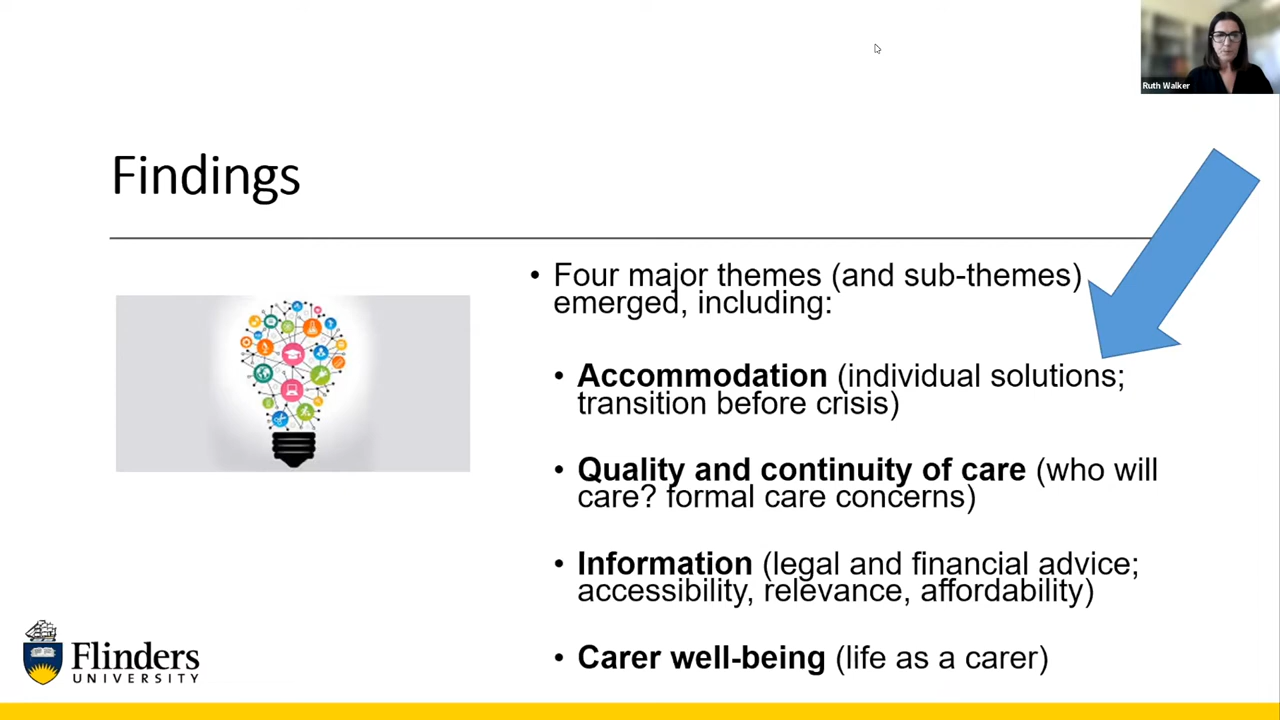 Ruth Walker
Findings
• Four major themes (and sub-themes)
emerged, including:
• Accommodation (individual solutions;
transition before crisis)
• Quality and continuity of care (who will
care? formal care concerns)
• Information (legal and financial advice;
accessibility, relevance, affordability)
• Carer well-being (life as a carer)
Flinders
UNIVERSITY